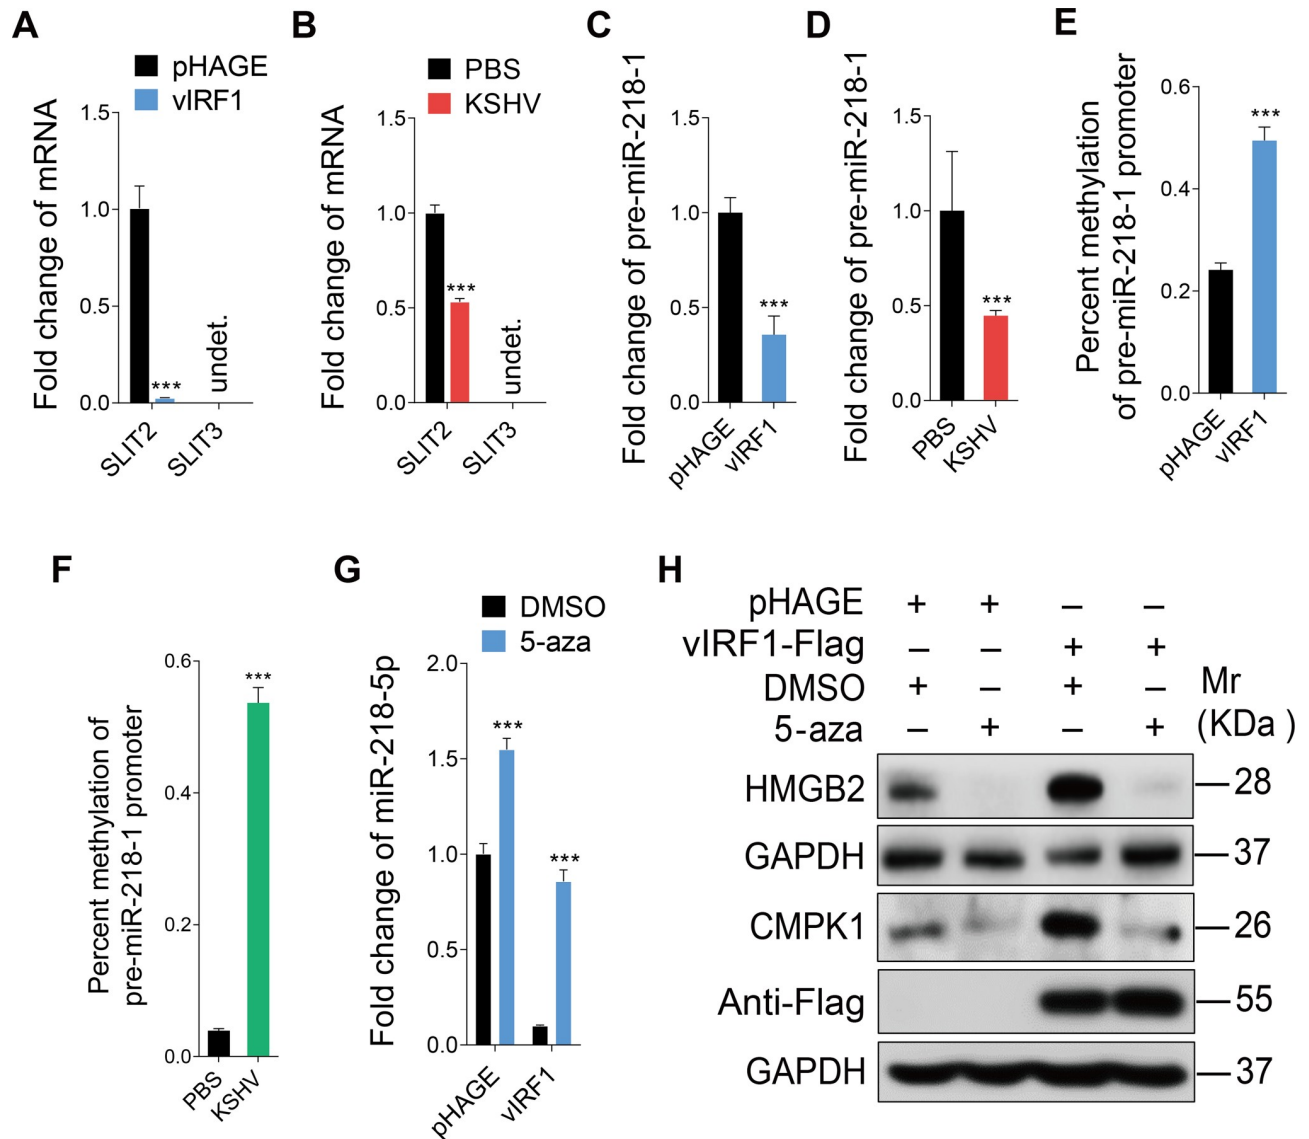 A
pHAGE
vIRF1
Fold change of mRNA
1.5
1.0
0.5
0.0
***
undet.
SLIT2
SLIT3
B
PBS
KSHV
Fold change of mRNA
1.5
1.0
0.5
0.0
***
undet.
SLIT2
SLIT3
C
Fold change of pre-miR-218-1
1.5
1.0
0.5
0.0
***
pHAGE
vIRF1
D
Fold change of pre-miR-218-1
1.5
1.0
0.5
0.0
***
PBS
KSHV
E
Percent methylation
of pre-miR-218-1 promoter
0.6
0.4
0.2
0.0
***
pHAGE
vIRF1
F
Percent methylation of
pre-miR-218-1 promoter
0.6
0.4
0.2
0.0
***
PBS
KSHV
G
DMSO
5-aza
Fold change of miR-218-5p
2.0
1.5
1.0
0.5
0.0
***
***
pHAGE
vIRF1
H
pHAGE + + – –
vIRF1-Flag – – + +
DMSO + – + – Mr
5-aza – + – + (KDa )
HMGB2 28
GAPDH 37
CMPK1 26
Anti-Flag 55
GAPDH 37